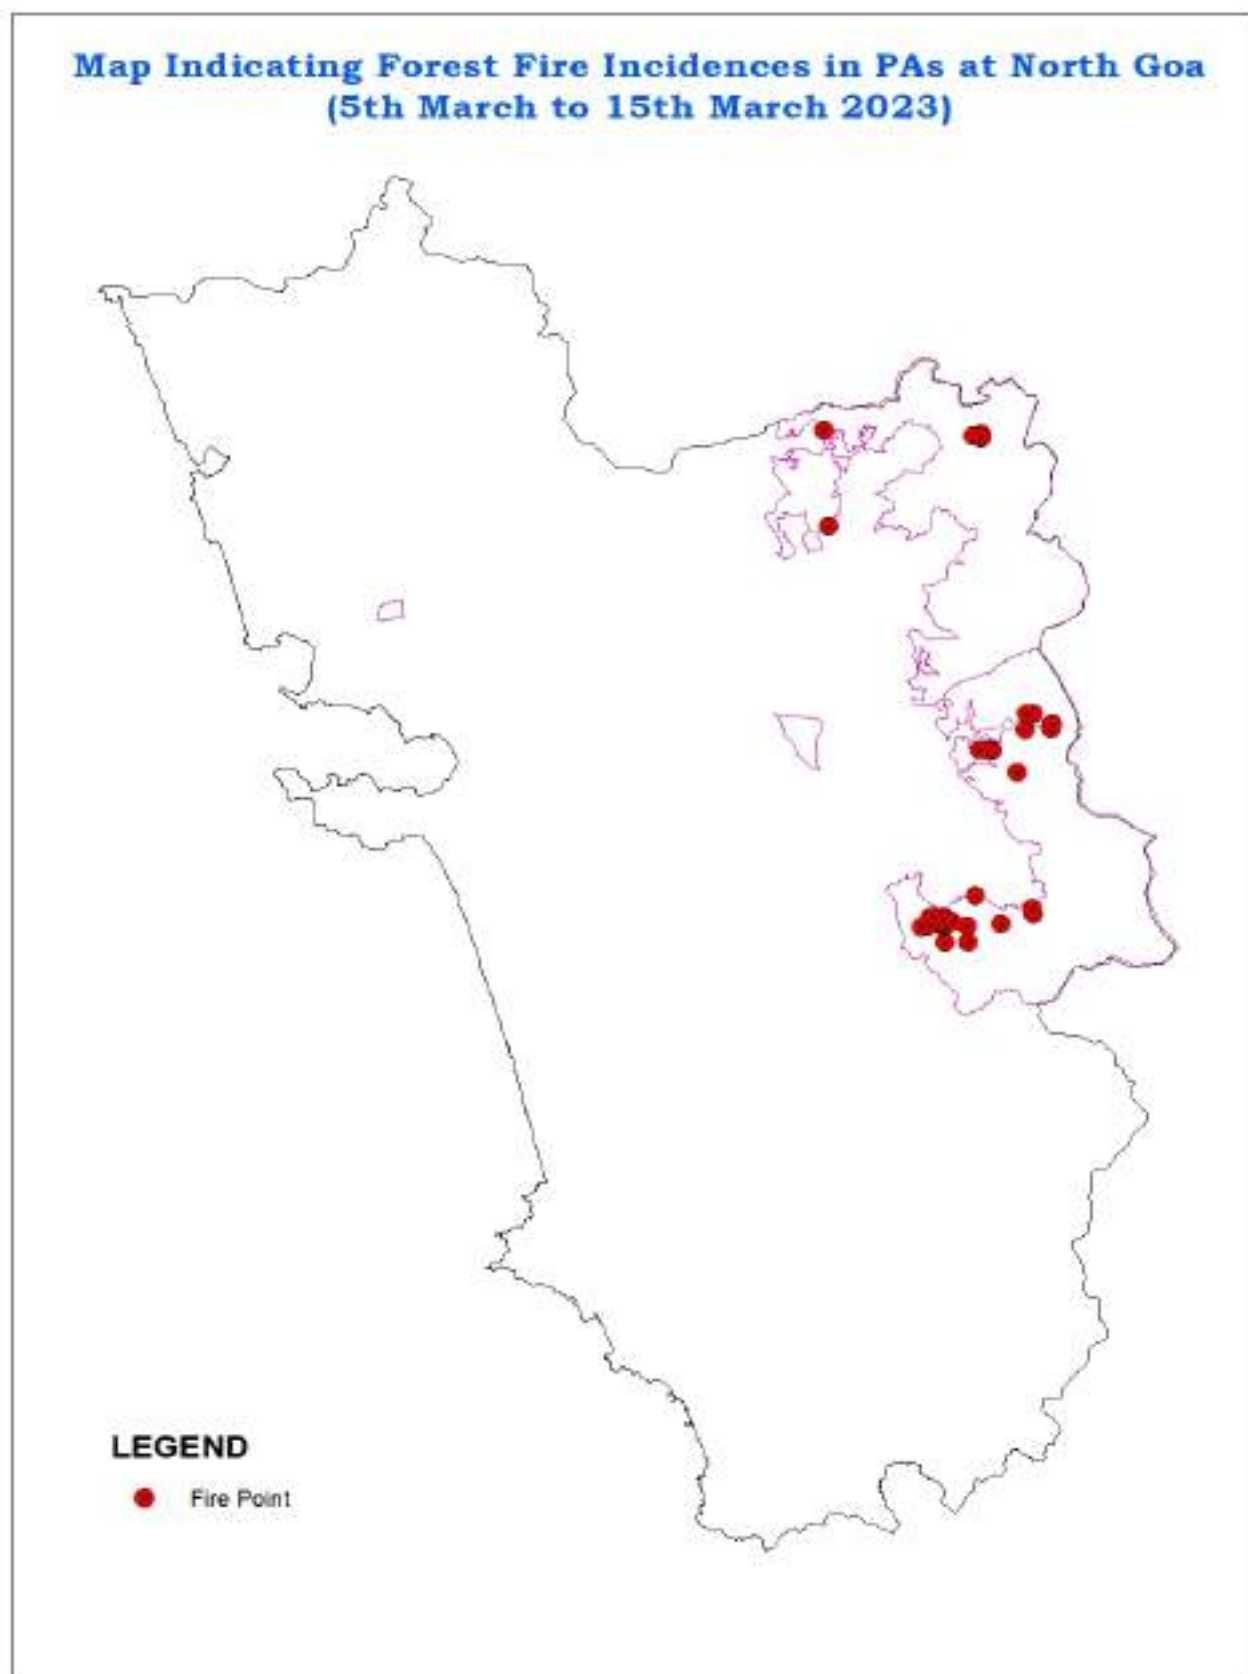 Map Indicating Forest Fire Incidences in PAs at North Goa
(5th March to 15th March 2023)
LEGEND
Fire Point